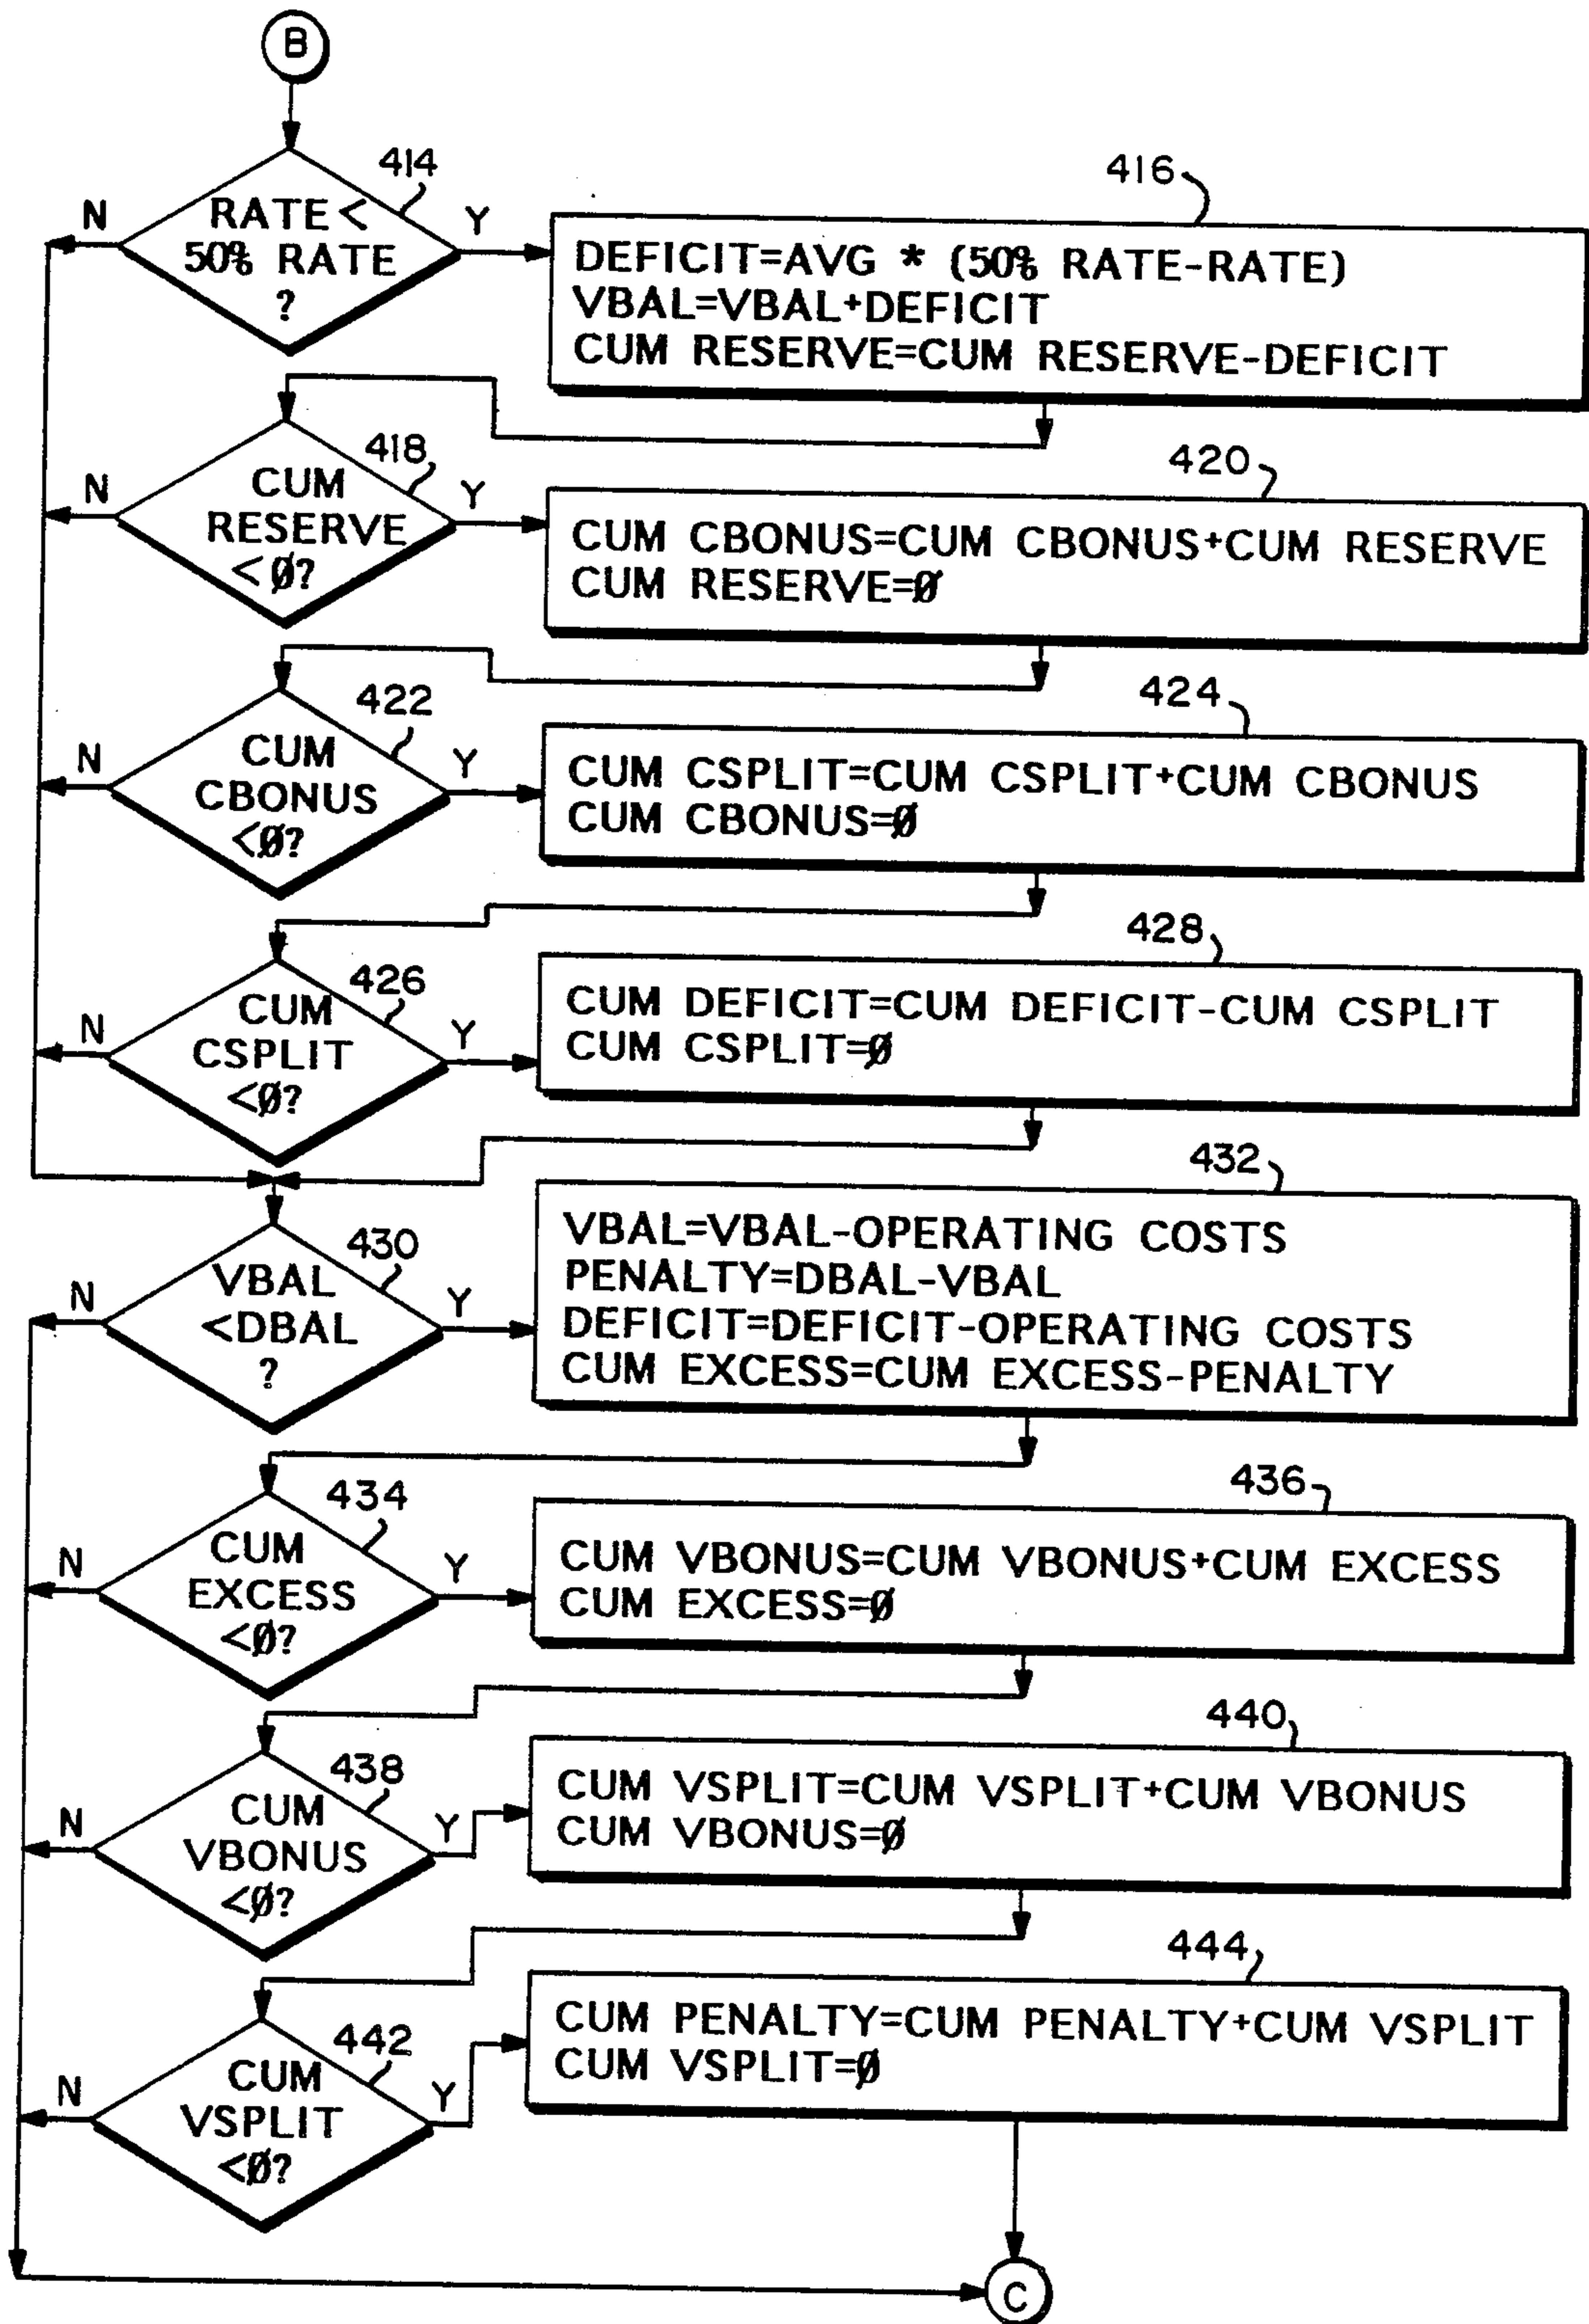 B
414
RATE<
50% RATE
?
N
Y
416
DEFICIT=AVG * (50% RATE-RATE)
VBAL=VBAL+DEFICIT
CUM RESERVE=CUM RESERVE-DEFICIT
418
CUM
RESERVE
<Ø?
N
Y
420
CUM CBONUS=CUM CBONUS+CUM RESERVE
CUM RESERVE=Ø
422
CUM
CBONUS
<Ø?
N
Y
424
CUM CSPLIT=CUM CSPLIT+CUM CBONUS
CUM CBONUS=Ø
426
CUM
CSPLIT
<Ø?
N
Y
428
CUM DEFICIT=CUM DEFICIT-CUM CSPLIT
CUM CSPLIT=Ø
430
VBAL
<DBAL
?
N
Y
432
VBAL=VBAL-OPERATING COSTS
PENALTY=DBAL-VBAL
DEFICIT=DEFICIT-OPERATING COSTS
CUM EXCESS=CUM EXCESS-PENALTY
434
CUM
EXCESS
<Ø?
N
Y
436
CUM VBONUS=CUM VBONUS+CUM EXCESS
CUM EXCESS=Ø
438
CUM
VBONUS
<Ø?
N
Y
440
CUM VSPLIT=CUM VSPLIT+CUM VBONUS
CUM VBONUS=Ø
442
CUM
VSPLIT
<Ø?
N
Y
444
CUM PENALTY=CUM PENALTY+CUM VSPLIT
CUM VSPLIT=Ø
C